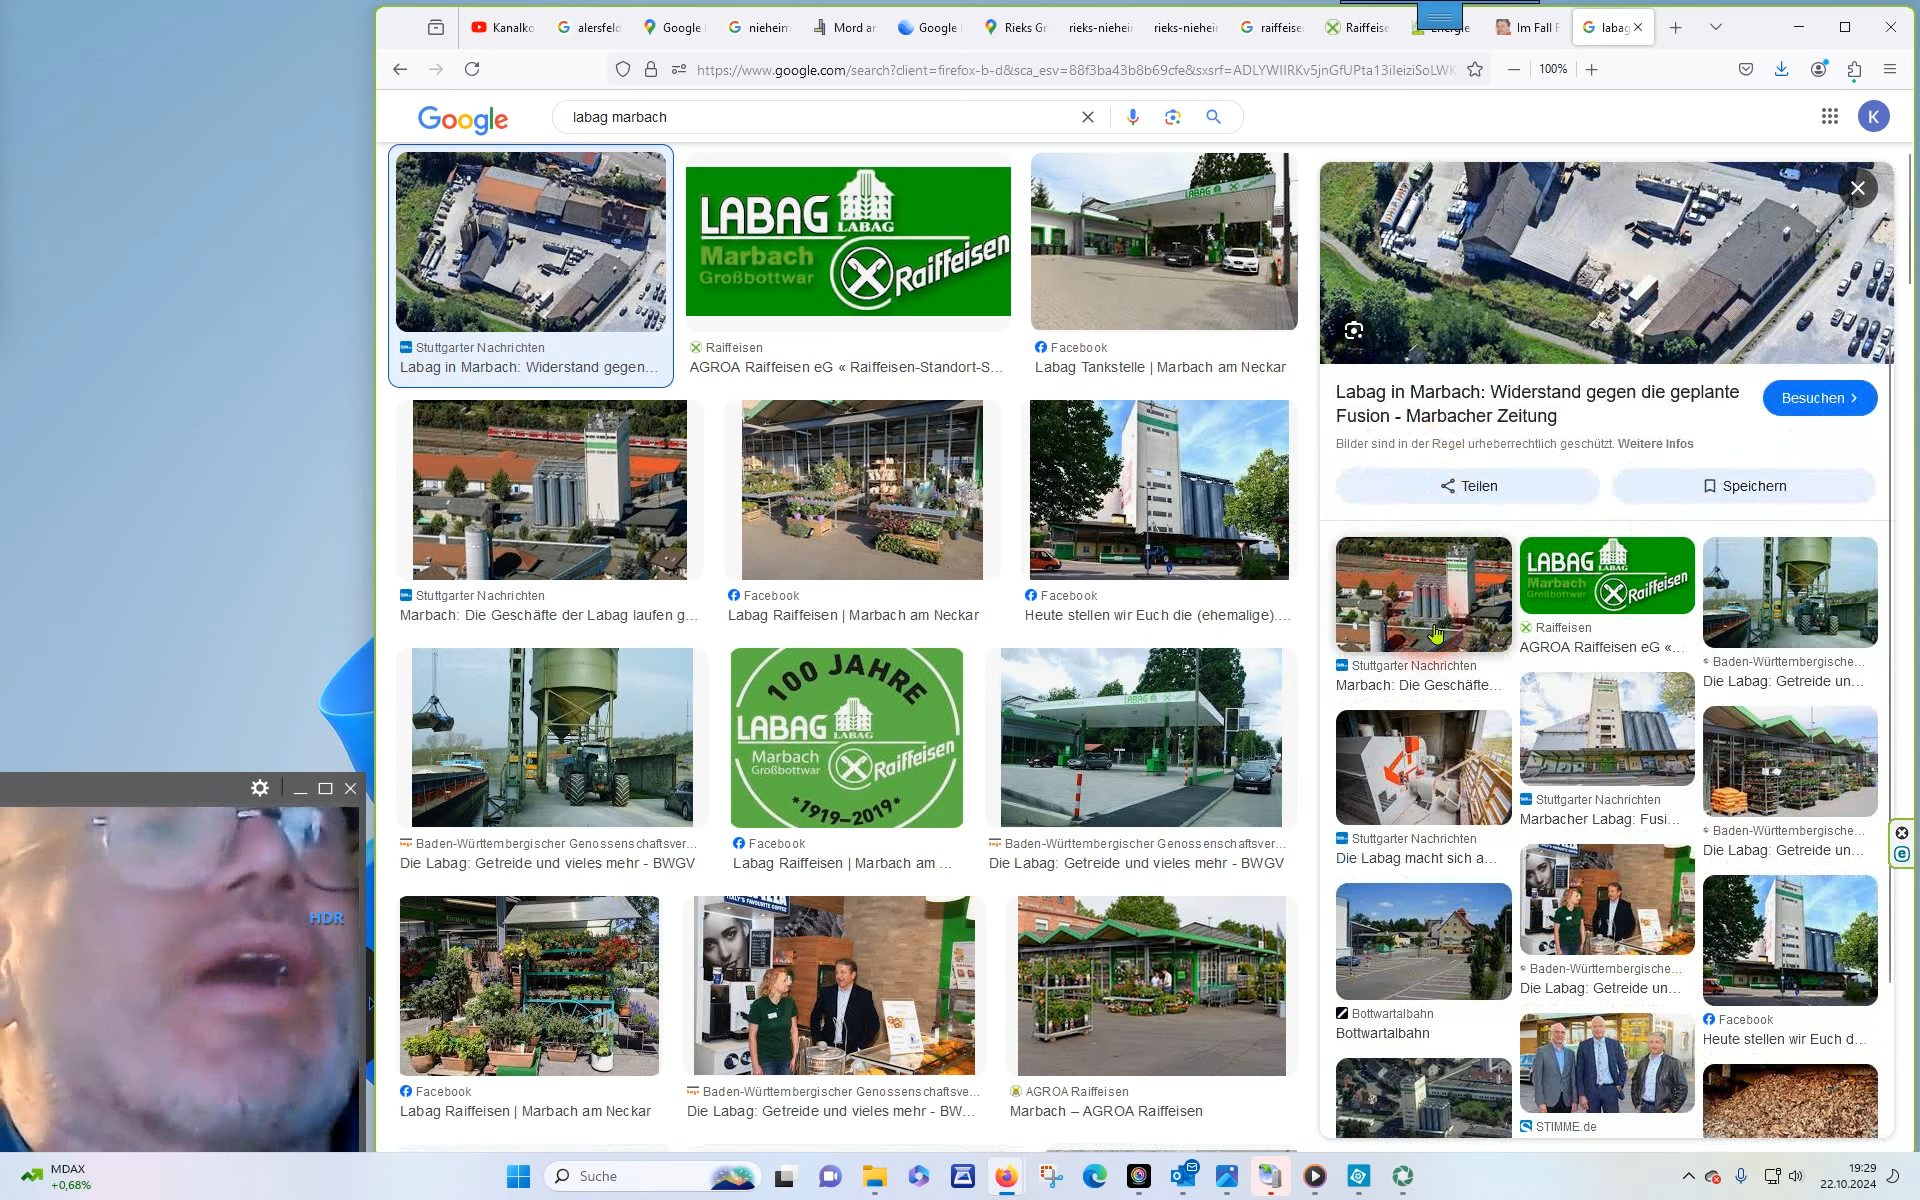 Kanalko
alersfeld
Google
nieheim
Mord ar
Google
Rieks Gr
rieks-niehei
rieks-niehei
raiffeise
Raiffeise
Energie
Im Fall F
labag
https://www.google.com/search?client=firefox-b-d&sca_esv=88f3ba43b8b69cfe&sxsrf=ADLYWIIRKv5jnGfUPta13iIeiziSoLWK
100%
Google
labag marbach
K
LABAG
LABAG
Marbach
Großbottwar
Raiffeisen
Stuttgarter Nachrichten
Labag in Marbach: Widerstand gegen...
Raiffeisen
AGROA Raiffeisen eG « Raiffeisen-Standort-S...
Facebook
Labag Tankstelle | Marbach am Neckar
Labag in Marbach: Widerstand gegen die geplante
Fusion - Marbacher Zeitung
Besuchen
Bilder sind in der Regel urheberrechtlich geschützt. Weitere Infos
Teilen
Speichern
Stuttgarter Nachrichten
Marbach: Die Geschäfte der Labag laufen g...
Facebook
Labag Raiffeisen | Marbach am Neckar
Facebook
Heute stellen wir Euch die (ehemalige)....
LABAG
LABAG
Marbach
Großbottwar
Raiffeisen
Raiffeisen
AGROA Raiffeisen eG «...
Stuttgarter Nachrichten
Marbach: Die Geschäfte...
Baden-Württembergische...
Die Labag: Getreide un...
100 JAHRE
LABAG
LABAG
Marbach
Großbottwar
Raiffeisen
*1919-2019*
Baden-Württembergischer Genossenschaftsver...
Die Labag: Getreide und vieles mehr - BWGV
Facebook
Labag Raiffeisen | Marbach am ...
Baden-Württembergischer Genossenschaftsver...
Die Labag: Getreide und vieles mehr - BWGV
Stuttgarter Nachrichten
Die Labag macht sich a...
Stuttgarter Nachrichten
Marbacher Labag: Fusi...
Baden-Württembergische...
Die Labag: Getreide un...
HDR
Facebook
Labag Raiffeisen | Marbach am Neckar
Baden-Württembergischer Genossenschaftsve...
Die Labag: Getreide und vieles mehr - BW...
AGROA Raiffeisen
Marbach – AGROA Raiffeisen
Bottwartalbahn
Bottwartalbahn
Baden-Württembergische...
Die Labag: Getreide un...
Facebook
Heute stellen wir Euch d...
STIMME.de
MDAX
+0,68%
Suche
19:29
22.10.2024